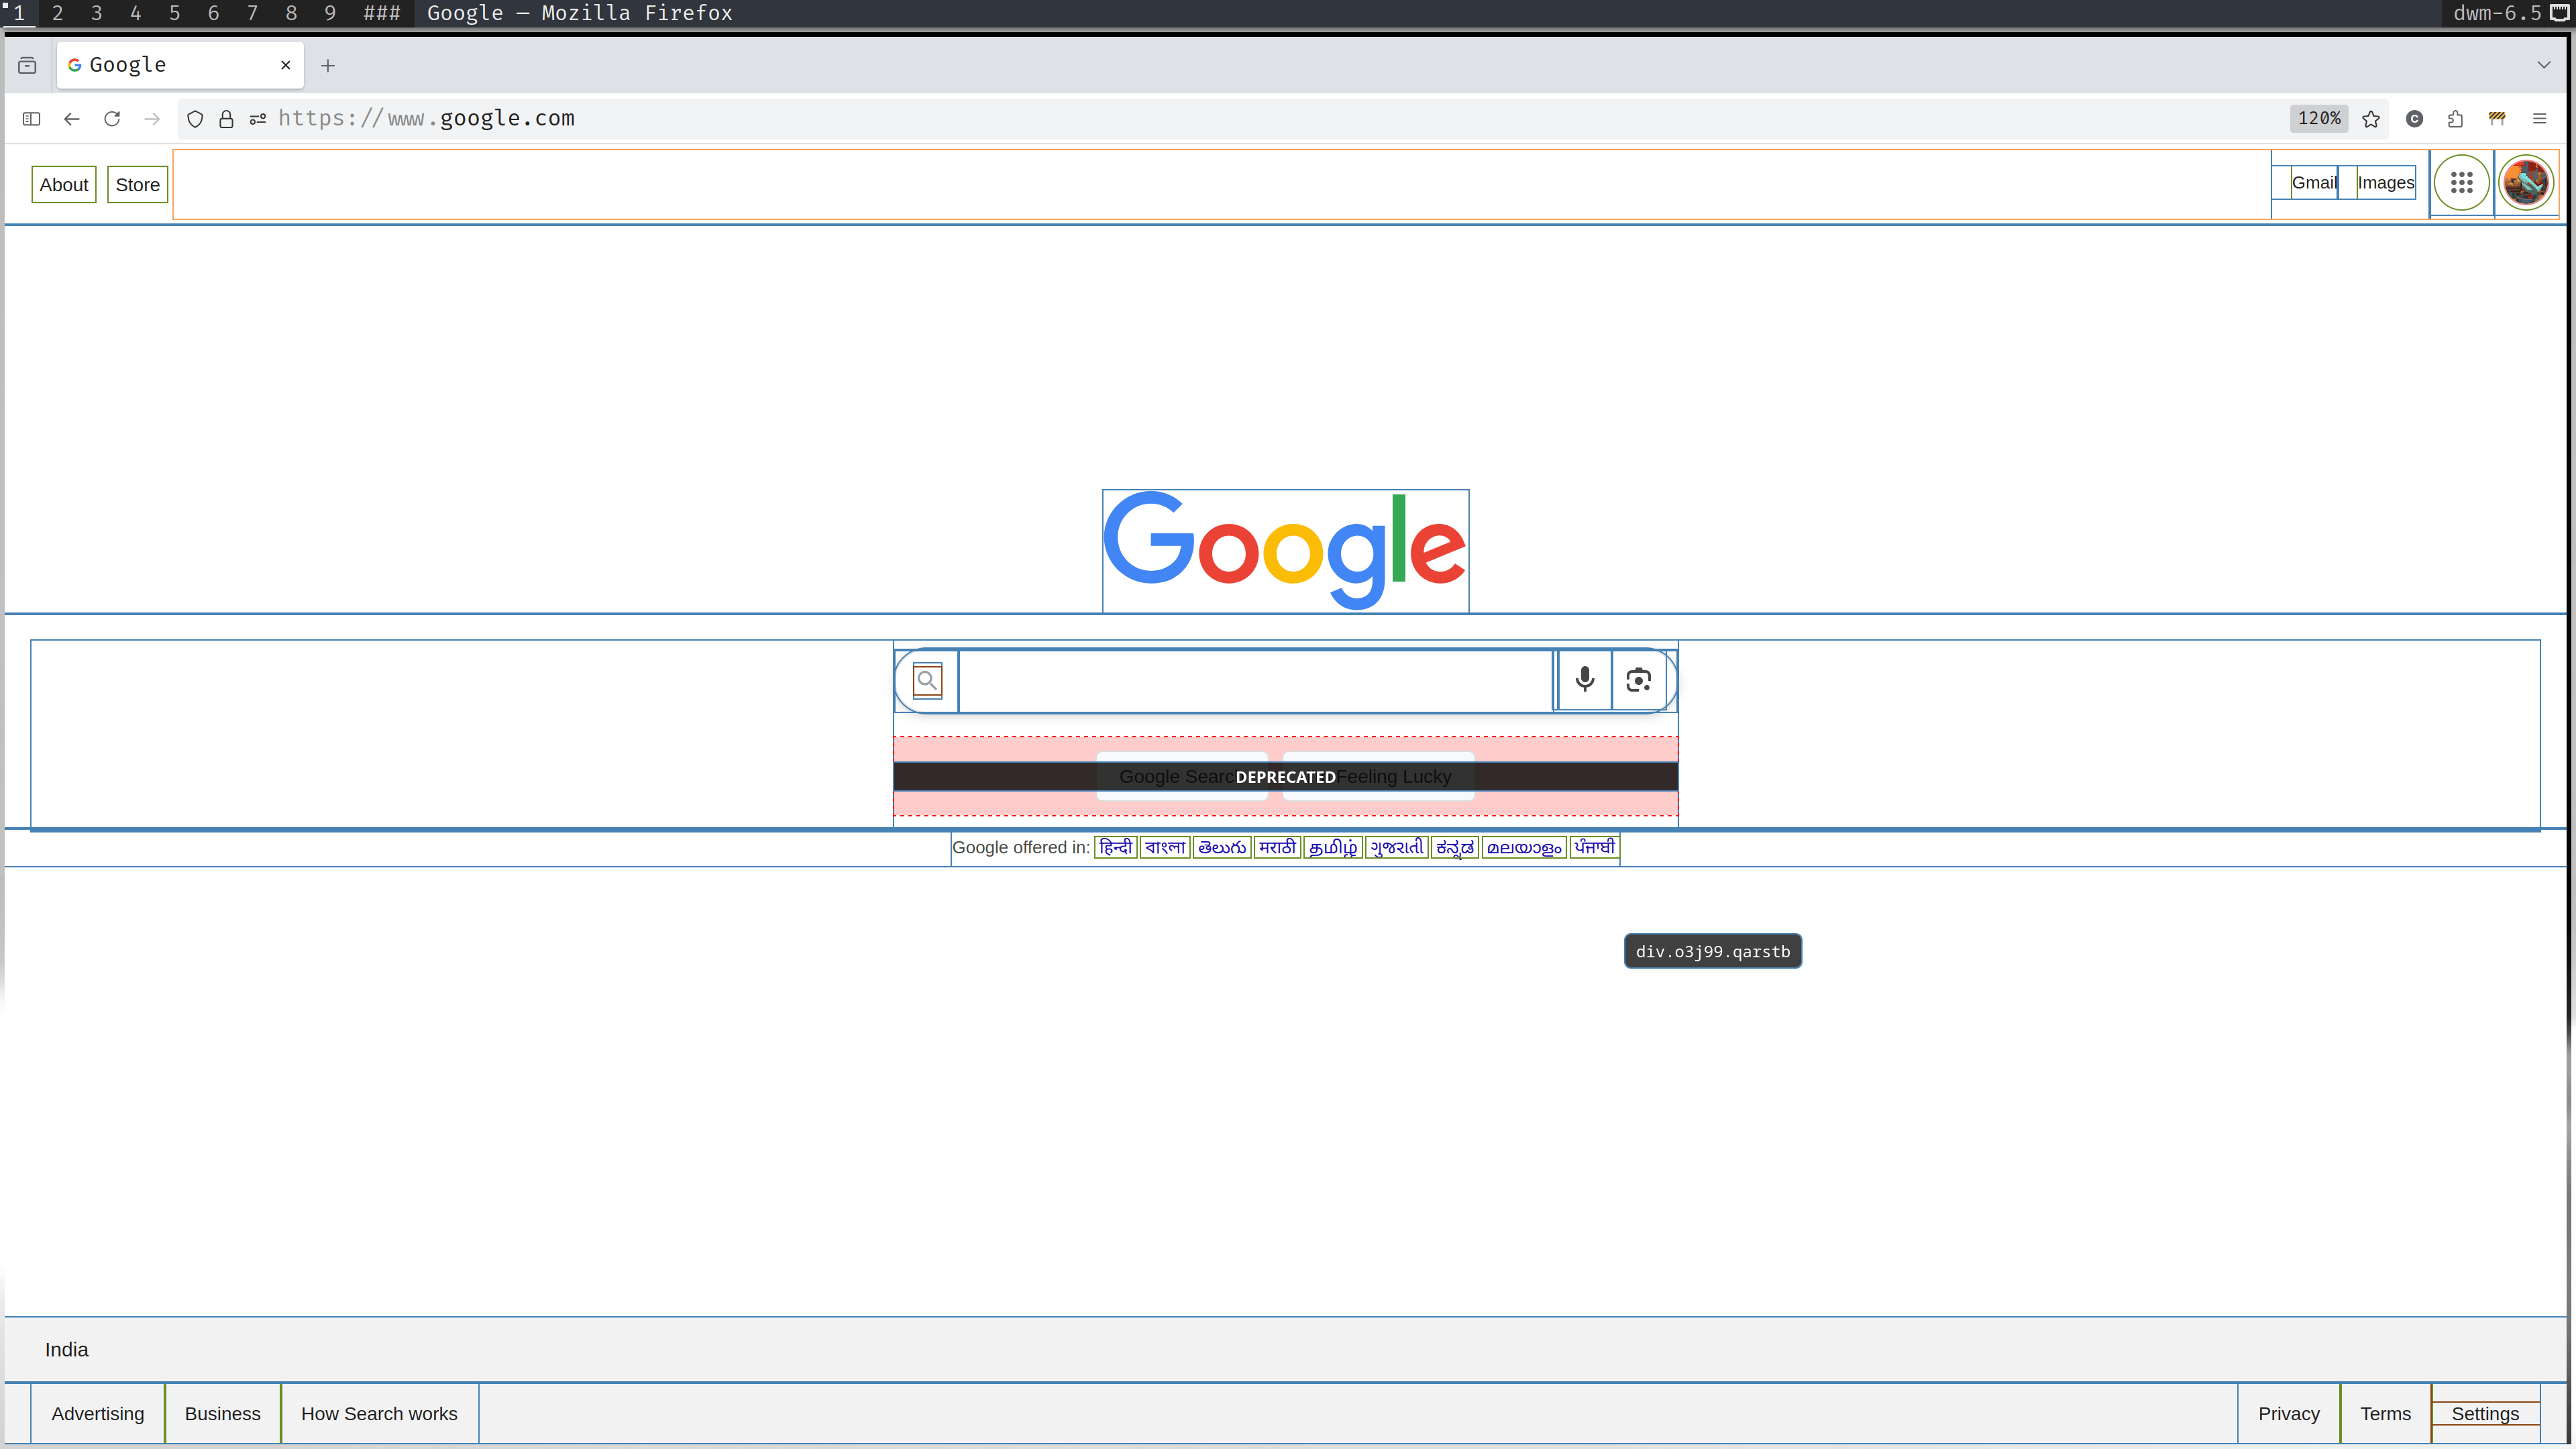 1 2 3 4 5 6 7 8 9 ### Google — Mozilla Firefox dwm-6.5
Google
https://www.google.com 120%
About Store Gmail Images
Google
Google Searc DEPRECATED Feeling Lucky
Google offered in: हिन्दी বাংলা తెలుగు मराठी தமிழ் ગુજરાતી ಕನ್ನಡ മലയാളം ਪੰਜਾਬੀ
div.o3j99.qarstb
India
Advertising Business How Search works Privacy Terms Settings